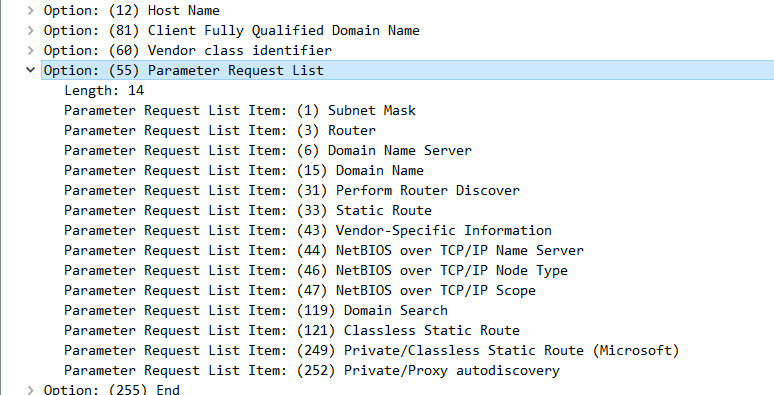 Option: (12) Host Name
Option: (81) Client Fully Qualified Domain Name
Option: (60) Vendor class identifier
Option: (55) Parameter Request List
Length: 14
Parameter Request List Item: (1) Subnet Mask
Parameter Request List Item: (3) Router
Parameter Request List Item: (6) Domain Name Server
Parameter Request List Item: (15) Domain Name
Parameter Request List Item: (31) Perform Router Discover
Parameter Request List Item: (33) Static Route
Parameter Request List Item: (43) Vendor-Specific Information
Parameter Request List Item: (44) NetBIOS over TCP/IP Name Server
Parameter Request List Item: (46) NetBIOS over TCP/IP Node Type
Parameter Request List Item: (47) NetBIOS over TCP/IP Scope
Parameter Request List Item: (119) Domain Search
Parameter Request List Item: (121) Classless Static Route
Parameter Request List Item: (249) Private/Classless Static Route (Microsoft)
Parameter Request List Item: (252) Private/Proxy autodiscovery
Option: (255) End